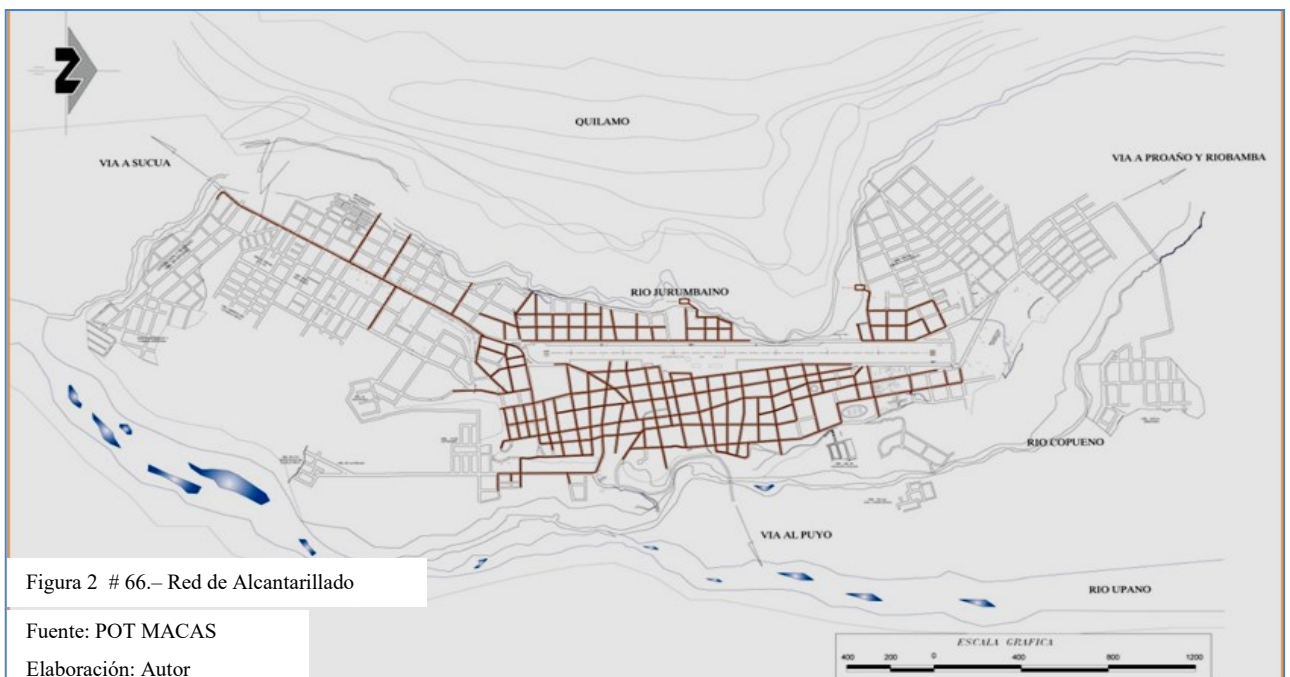 N
QUILAMO
VIA A SUCUA
VIA A PROAÑO Y RIOBAMBA
RIO JURUMBAINO
RIO COPUENO
VIA AL PUYO
RIO UPANO
Figura 2 # 66.– Red de Alcantarillado
Fuente: POT MACAS
Elaboración: Autor
ESCALA GRAFICA
400 200 0 400 800 1200